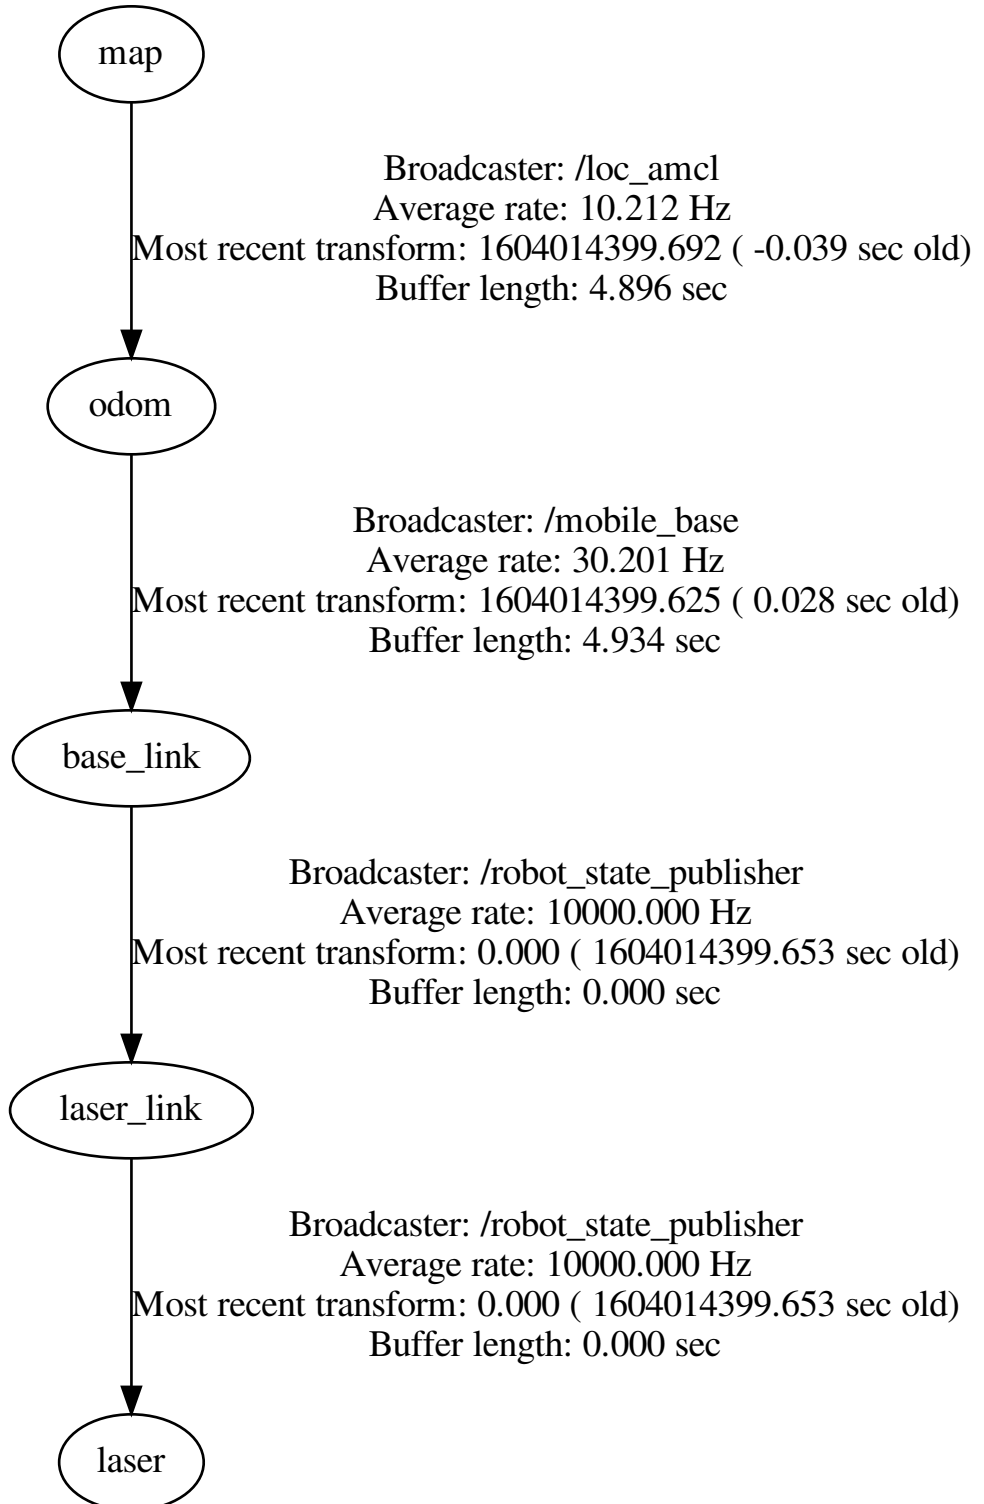 map
Broadcaster: /loc_amcl
Average rate: 10.212 Hz
Most recent transform: 1604014399.692 ( -0.039 sec old)
Buffer length: 4.896 sec
odom
Broadcaster: /mobile_base
Average rate: 30.201 Hz
Most recent transform: 1604014399.625 ( 0.028 sec old)
Buffer length: 4.934 sec
base_link
Broadcaster: /robot_state_publisher
Average rate: 10000.000 Hz
Most recent transform: 0.000 ( 1604014399.653 sec old)
Buffer length: 0.000 sec
laser_link
Broadcaster: /robot_state_publisher
Average rate: 10000.000 Hz
Most recent transform: 0.000 ( 1604014399.653 sec old)
Buffer length: 0.000 sec
laser